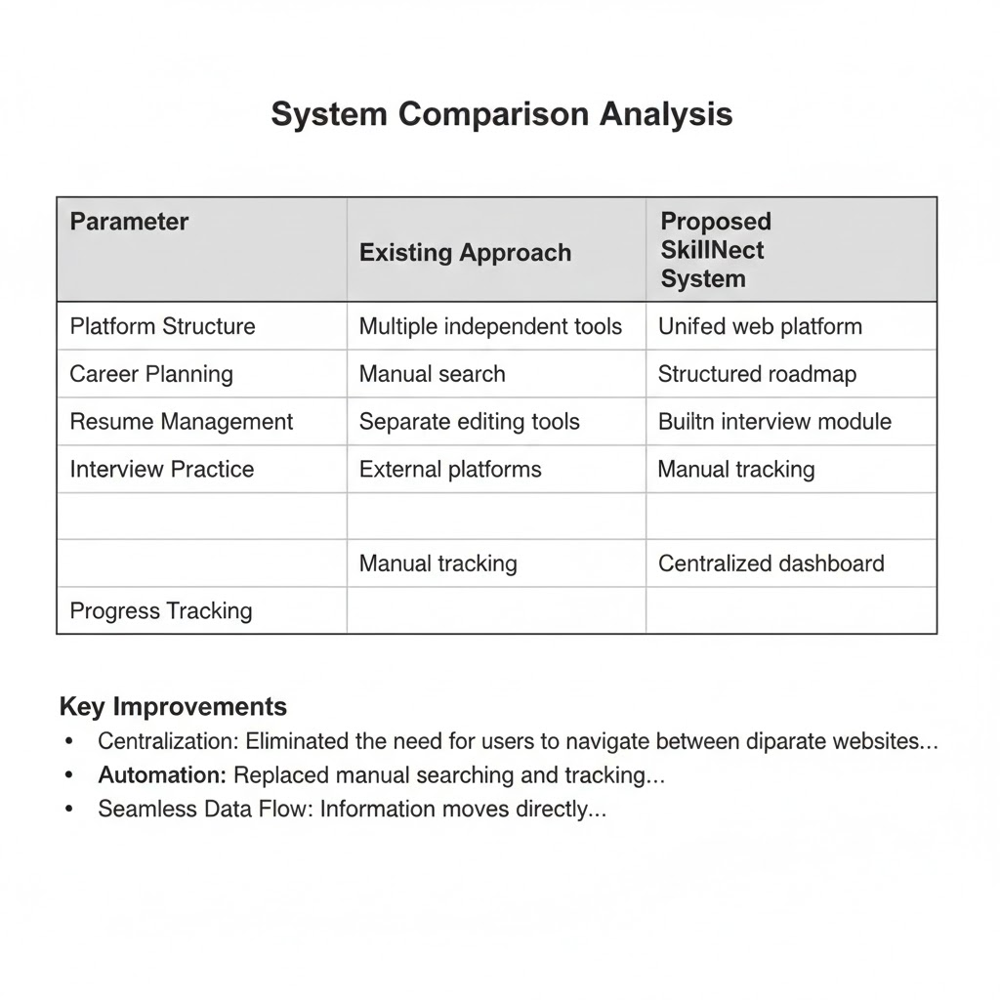 System Comparison Analysis
Parameter Existing Approach Proposed SkillNect System
Platform Structure Multiple independent tools Unifed web platform
Career Planning Manual search Structured roadmap
Resume Management Separate editing tools Builtn interview module
Interview Practice External platforms Manual tracking
Manual tracking Centralized dashboard
Progress Tracking
Key Improvements
• Centralization: Eliminated the need for users to navigate between diparate websites...
• Automation: Replaced manual searching and tracking...
• Seamless Data Flow: Information moves directly...